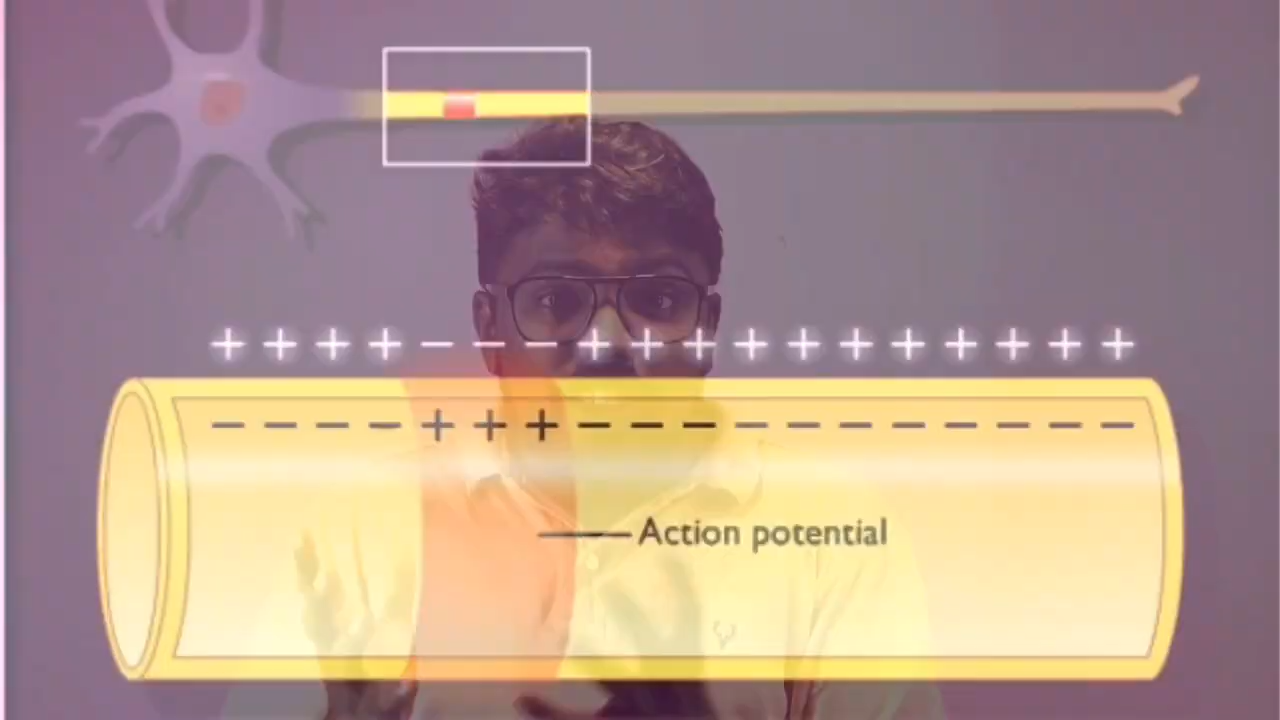 + + + + − − − + + + + + + + + + + +
− − − − + + + − − − − − − − − − − −
Action potential